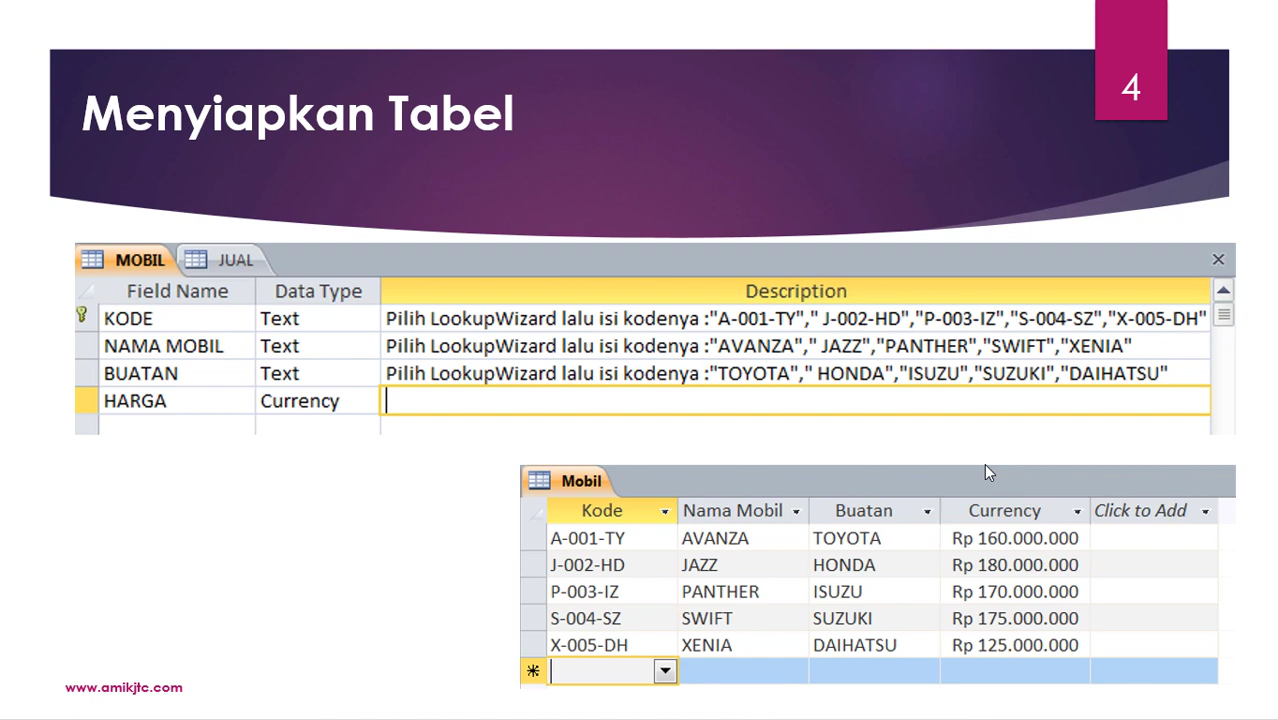 4
Menyiapkan Tabel
MOBIL JUAL
Field Name Data Type Description
KODE Text Pilih LookupWizard lalu isi kodenya :"A-001-TY"," J-002-HD","P-003-IZ","S-004-SZ","X-005-DH"
NAMA MOBIL Text Pilih LookupWizard lalu isi kodenya :"AVANZA"," JAZZ","PANTHER","SWIFT","XENIA"
BUATAN Text Pilih LookupWizard lalu isi kodenya :"TOYOTA"," HONDA","ISUZU","SUZUKI","DAIHATSU"
HARGA Currency
Mobil
Kode Nama Mobil Buatan Currency Click to Add
A-001-TY AVANZA TOYOTA Rp 160.000.000
J-002-HD JAZZ HONDA Rp 180.000.000
P-003-IZ PANTHER ISUZU Rp 170.000.000
S-004-SZ SWIFT SUZUKI Rp 175.000.000
X-005-DH XENIA DAIHATSU Rp 125.000.000
www.amikjtc.com